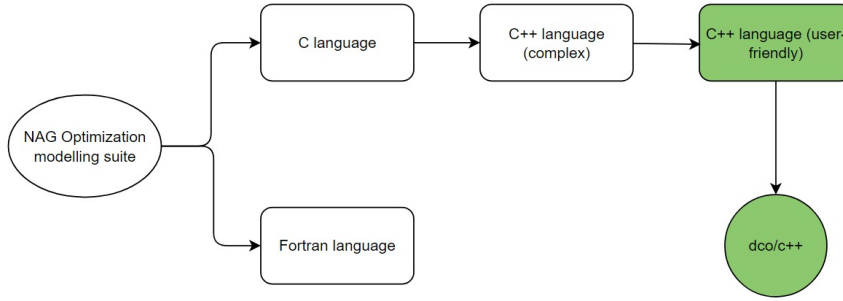 NAG Optimization
modelling suite
C language
C++ language
(complex)
C++ language (user-
friendly)
Fortran language
dco/c++